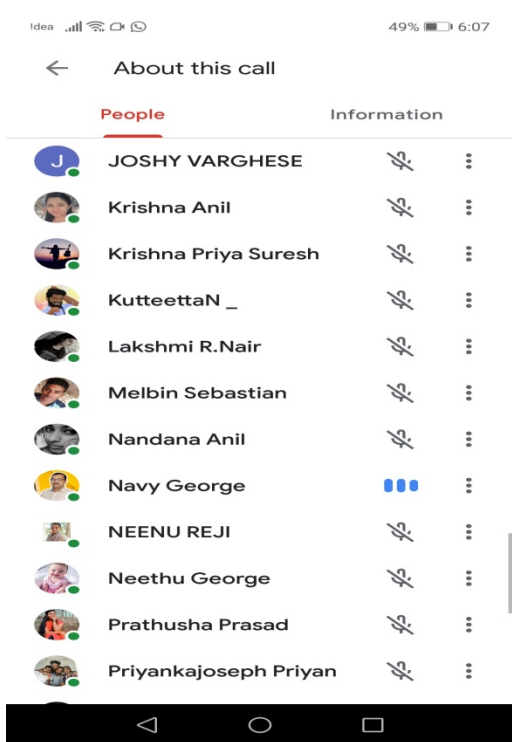 !dea 49% 6:07
About this call
People Information
J JOSHY VARGHESE
Krishna Anil
Krishna Priya Suresh
KutteettaN _
Lakshmi R.Nair
Melbin Sebastian
Nandana Anil
Navy George
NEENU REJI
Neethu George
Prathusha Prasad
Priyankajoseph Priyan